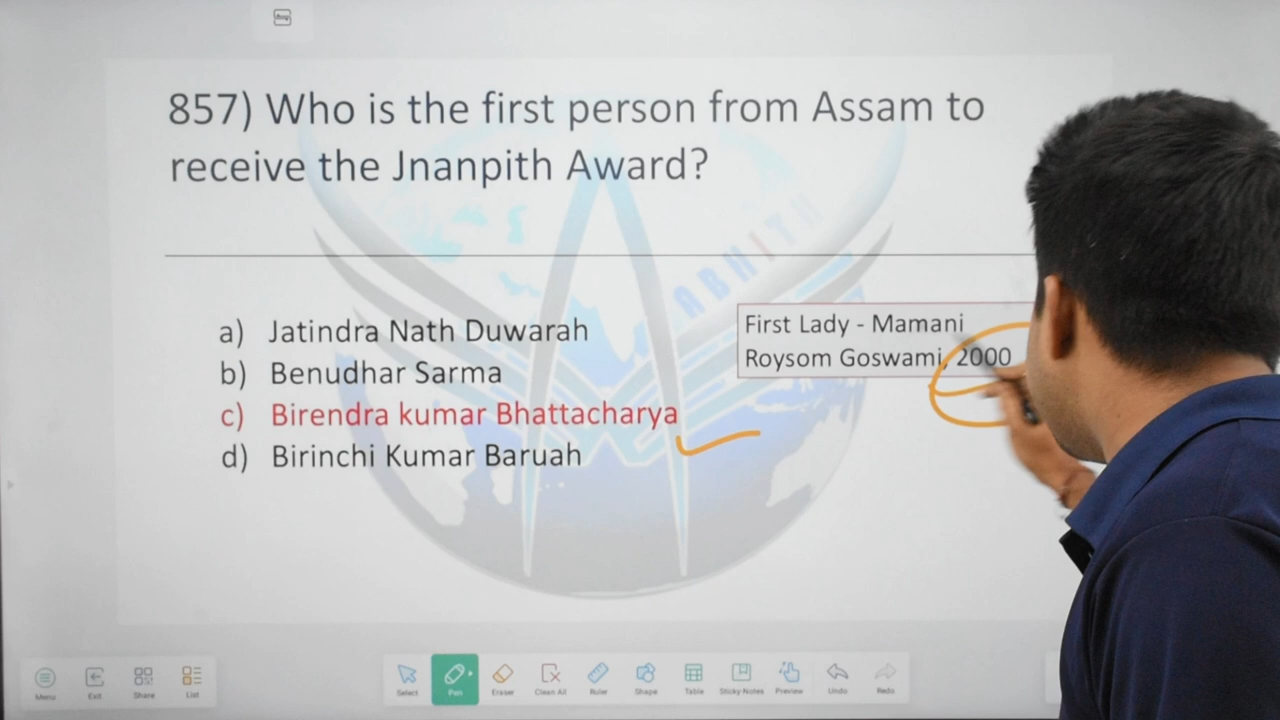 857) Who is the first person from Assam to
receive the Jnanpith Award?
ABHITH
a) Jatindra Nath Duwarah
b) Benudhar Sarma
c) Birendra kumar Bhattacharya
d) Birinchi Kumar Baruah
First Lady - Mamani
Roysom Goswami, 2000
Menu
Exit
Share
List
Select
Pen
Eraser
Clean All
Ruler
Shape
Table
Sticky Notes
Preview
Undo
Redo